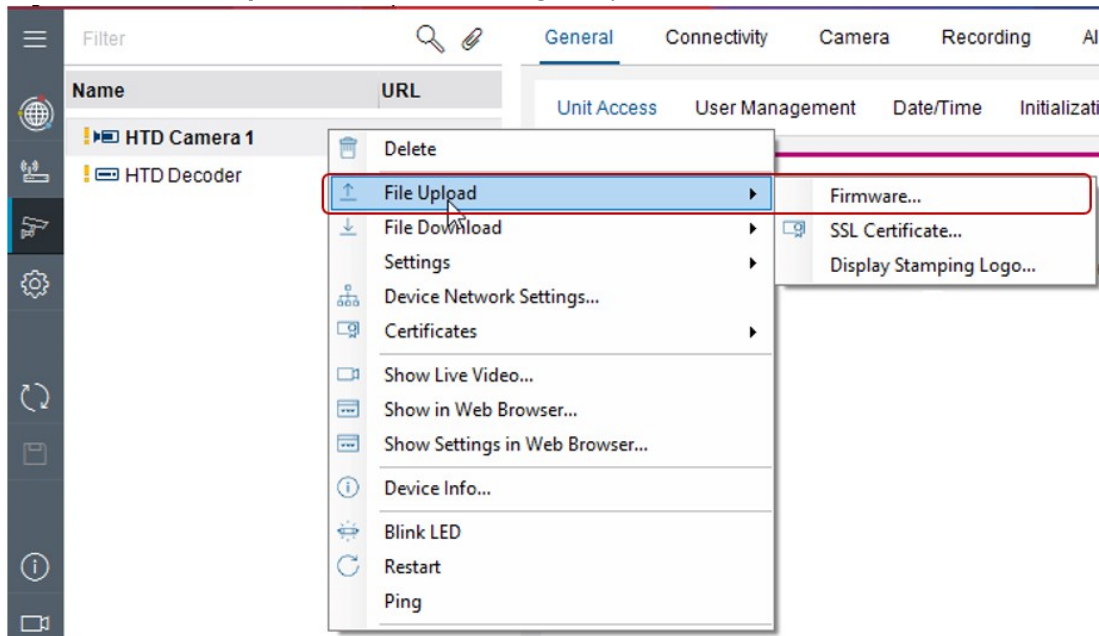 Filter
General Connectivity Camera Recording Al
Name URL
Unit Access User Management Date/Time Initializati
HTD Camera 1
HTD Decoder
Delete
File Upload
File Download
Settings
Device Network Settings...
Certificates
Show Live Video...
Show in Web Browser...
Show Settings in Web Browser...
Device Info...
Blink LED
Restart
Ping
Firmware...
SSL Certificate...
Display Stamping Logo...